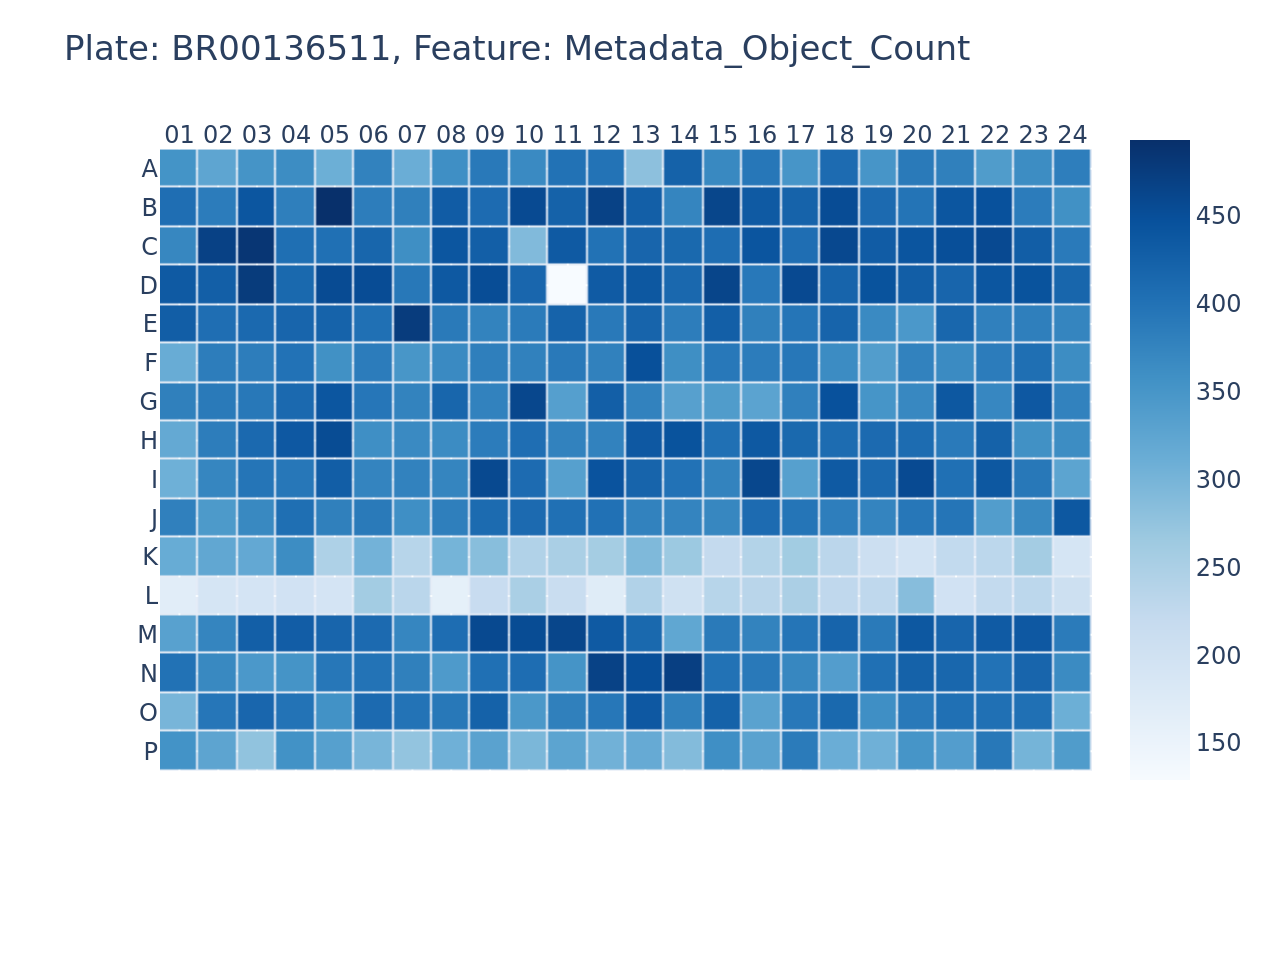 Plate: BR00136511, Feature: Metadata_Object_Count
01 02 03 04 05 06 07 08 09 10 11 12 13 14 15 16 17 18 19 20 21 22 23 24
A
B
C
D
E
F
G
H
I
J
K
L
M
N
O
P
450
400
350
300
250
200
150